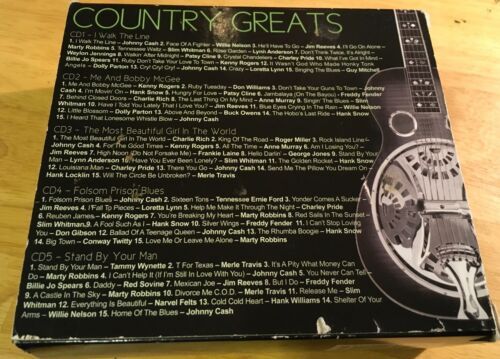 COUNTRY GREATS
CD1 - I Walk The Line
1. I Walk The Line - Johnny Cash 2. Face Of A Fighter - Willie Nelson 3. He'll Have To Go - Jim Reeves 4. I'll Go On Alone -
Marty Robbins 5. Tennessee Waltz - Slim Whitman 6. Rose Garden - Lynn Anderson 7. Don't Think Twice, It's Alright -
Waylon Jennings 8. Walkin' After Midnight - Patsy Cline 9. Crystal Chandeliers - Charley Pride 10. What I've Got In Mind -
Billie Jo Spears 11. Ruby Don't Take Your Love To Town - Kenny Rogers 12. It Wasn't God Who Made Honky Tonk
Angels - Dolly Parton 13. Cry! Cry! Cry! - Johnny Cash 14. Crazy - Loretta Lynn 15. Singing The Blues - Guy Mitchell
CD2 - Me And Bobby McGee
1. Me And Bobby McGee - Kenny Rogers 2. Ruby Tuesday - Don Williams 3. Don't Take Your Guns To Town - Johnny
Cash 4. I'm Movin' On - Hank Snow 5. Hungry For Love - Patsy Cline 6. Jambalaya (On The Bayou) - Freddy Fender
7. Behind Closed Doors - Charlie Rich 8. The Last Thing On My Mind - Anne Murray 9. Singin' The Blues - Slim
Whitman 10. Have I Told You Lately That I Love You? - Jim Reeves 11. Blue Eyes Crying In The Rain - Willie Nelson
12. Little Blossom - Dolly Parton 13. Above And Beyond - Buck Owens 14. The Hobo's Last Ride - Hank Snow
15. I Heard That Lonesome Whistle Blow - Johnny Cash
CD3 - The Most Beautiful Girl In The World
1. The Most Beautiful Girl In The World - Charlie Rich 2. King Of The Road - Roger Miller 3. Rock Island Line -
Johnny Cash 4. For The Good Times - Kenny Rogers 5. All The Time - Anne Murray 6. Am I Losing You? -
Jim Reeves 7. High Noon (Do Not Forsake Me) - Frankie Laine 8. Hello Darlin' - George Jones 9. Stand By Your
Man - Lynn Anderson 10. Have You Ever Been Lonely? - Slim Whitman 11. The Golden Rocket - Hank Snow
12. Louisiana Man - Charley Pride 13. There You Go - Johnny Cash 14. Send Me The Pillow You Dream On -
Hank Locklin 15. Will The Circle Be Unbroken? - Merle Travis
CD4 - Folsom Prison Blues
1. Folsom Prison Blues - Johnny Cash 2. Sixteen Tons - Tennessee Ernie Ford 3. Yonder Comes A Sucker -
Jim Reeves 4. I Fall To Pieces - Loretta Lynn 5. Help Me Make It Through The Night - Charley Pride
6. Reuben James - Kenny Rogers 7. You're Breaking My Heart - Marty Robbins 8. Red Sails In The Sunset -
Slim Whitman 9. A Fool Such As I - Hank Snow 10. Silver Wings - Freddy Fender 11. I Can't Stop Loving
You - Don Gibson 12. Ballad Of A Teenage Queen - Johnny Cash 13. The Rhumba Boogie - Hank Snow
14. Big Town - Conway Twitty 15. Love Me Or Leave Me Alone - Marty Robbins
CD5 - Stand By Your Man
1. Stand By Your Man - Tammy Wynette 2. T For Texas - Merle Travis 3. It's A Pity What Money Can
Do - Marty Robbins 4. I Can't Help It (If I'm Still In Love With You) - Johnny Cash 5. You Never Can Tell -
Billie Jo Spears 6. Daddy - Red Sovine 7. Mexican Joe - Jim Reeves 8. But I Do - Freddy Fender
9. A Castle In The Sky - Marty Robbins 10. Divorce Me C.O.D. - Merle Travis 11. Release Me - Slim
Whitman 12. Everything Is Beautiful - Narvel Felts 13. Cold Cold Heart - Hank Williams 14. Shelter Of Your
Arms - Willie Nelson 15. Home Of The Blues - Johnny Cash